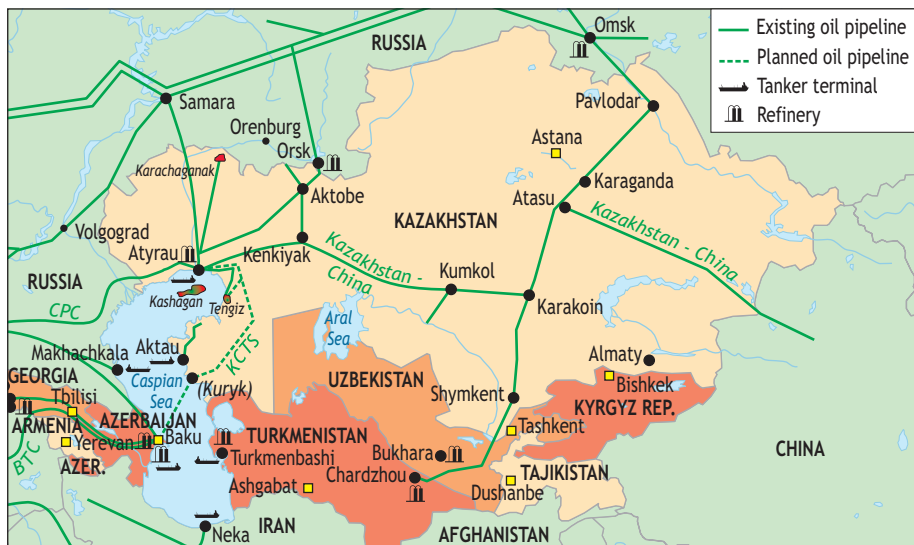 RUSSIA
Omsk
Existing oil pipeline
Planned oil pipeline
Tanker terminal
Refinery
Samara
Pavlodar
Orenburg
Orsk
Astana
Karachaganak
Karaganda
Aktobe
Atasu
KAZAKHSTAN
Volgograd
Kazakhstan - China
Atyrau
Kenkiyak
Kazakhstan -
China
CHINA
RUSSIA
Kumkol
Kashagan
Tengiz
Karakoin
CPC
Aral
Sea
KCTS
Makhachkala
Aktau
Almaty
GEORGIA
Caspian
Sea
(Kuryk)
UZBEKISTAN
Bishkek
Tbilisi
Shymkent
KYRGYZ REP.
ARMENIA
AZERBAIJAN
Tashkent
Yerevan
Baku
TURKMENISTAN
BTC
Turkmenbashi
Bukhara
AZER.
Chardzhou
TAJIKISTAN
Ashgabat
Dushanbe
IRAN
Neka
AFGHANISTAN